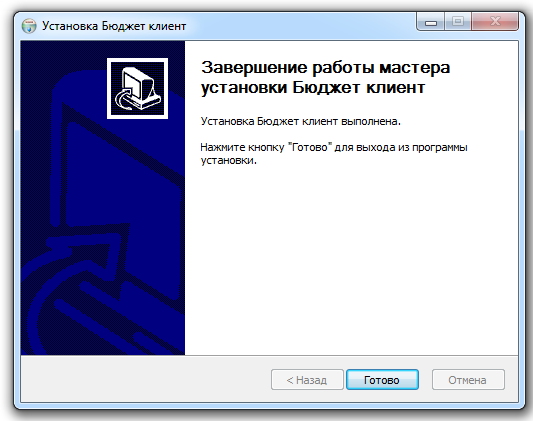 Установка Бюджет клиент
Завершение работы мастера
установки Бюджет клиент
Установка Бюджет клиент выполнена.
Нажмите кнопку "Готово" для выхода из программы
установки.
< Назад
Готово
Отмена